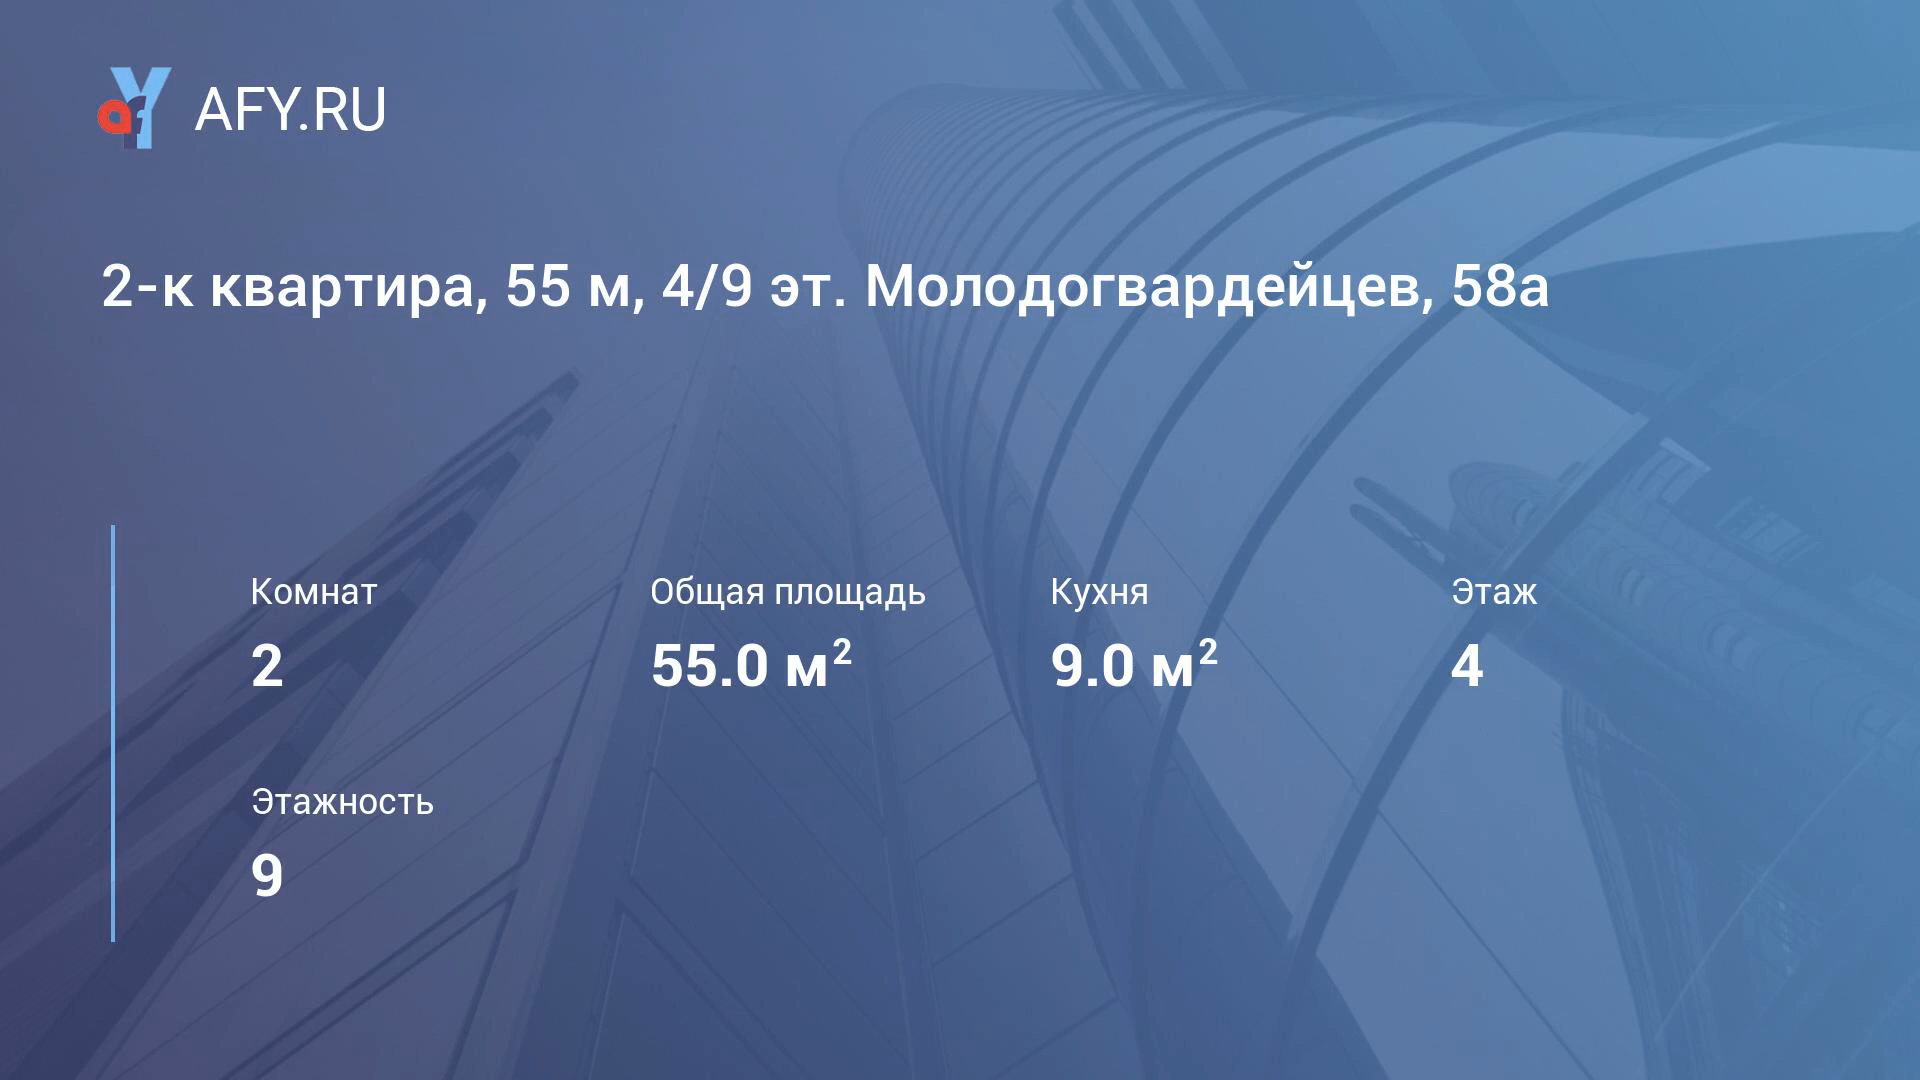 AFY.RU
2-к квартира, 55 м, 4/9 эт. Молодогвардейцев, 58а
Комнат
2
Общая площадь
55.0 м²
Кухня
9.0 м²
Этаж
4
Этажность
9